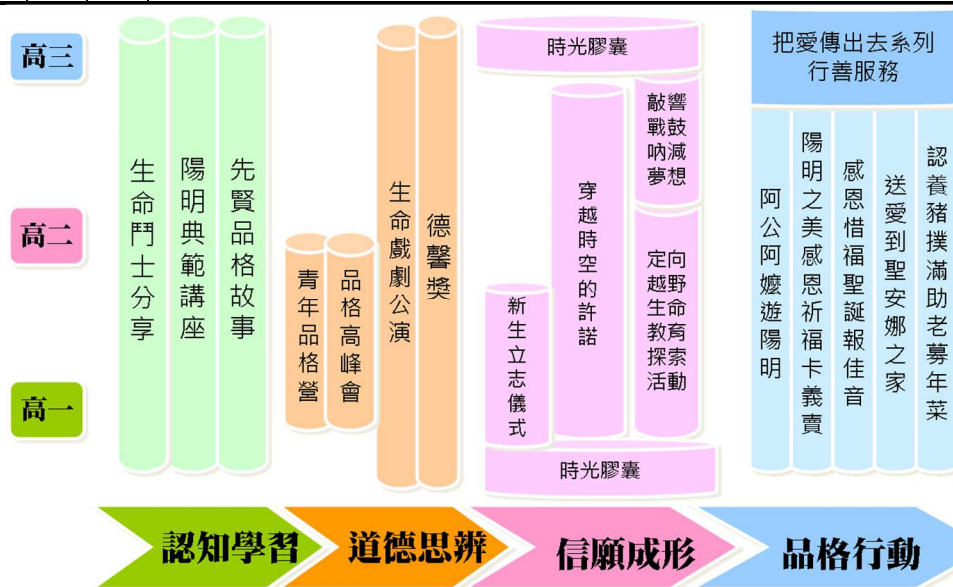 高三
高二
高一
生命鬥士分享
陽明典範講座
先賢品格故事
青年品格營
品格高峰會
生命戲劇公演
德馨獎
時光膠囊
新生立志儀式
穿越時空的許諾
敲響
戰鼓
吶減
夢想
定向
越野
生命
教育
探索
活動
時光膠囊
把愛傳出去系列
行善服務
阿公阿嬤遊陽明
陽明之美感恩祈福卡義賣
感恩惜福聖誕報佳音
送愛到聖安娜之家
認養豬撲滿助老募年菜
認知學習
道德思辨
信願成形
品格行動